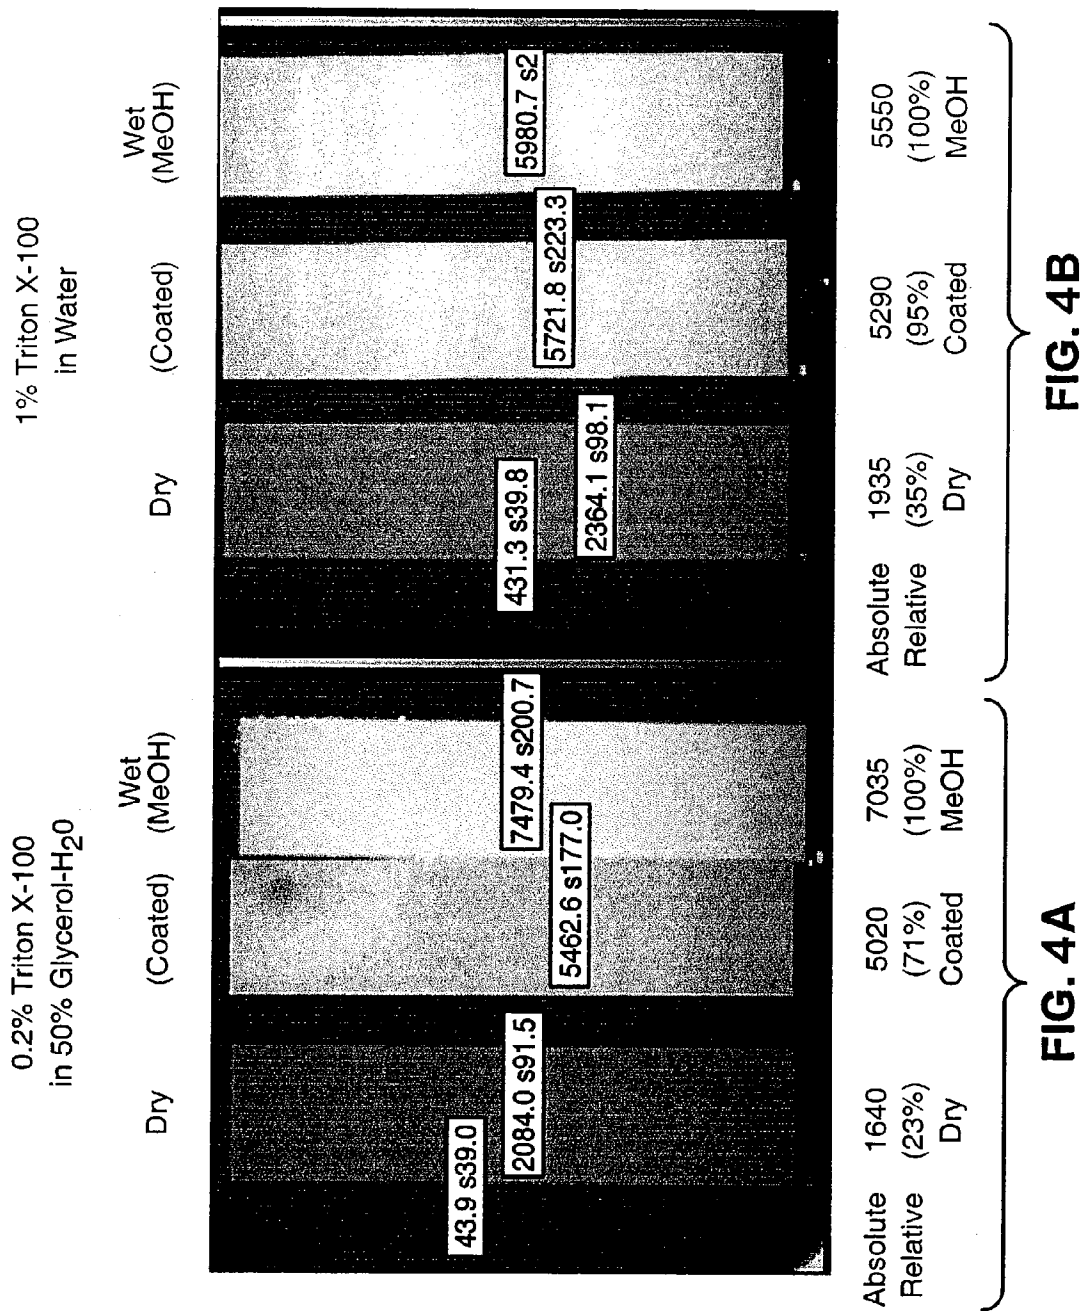 0.2% Triton X-100
in 50% Glycerol-H20
Dry
(Coated)
Wet
(MeOH)
43.9 s39.0
2084.0 s91.5
5462.6 s177.0
7479.4 s200.7
Absolute
Relative
1640
(23%)
Dry
5020
(71%)
Coated
7035
(100%)
MeOH
FIG. 4A
1% Triton X-100
in Water
Dry
(Coated)
Wet
(MeOH)
431.3 s39.8
2364.1 s98.1
5721.8 s223.3
5980.7 s2
Absolute
Relative
1935
(35%)
Dry
5290
(95%)
Coated
5550
(100%)
MeOH
FIG. 4B